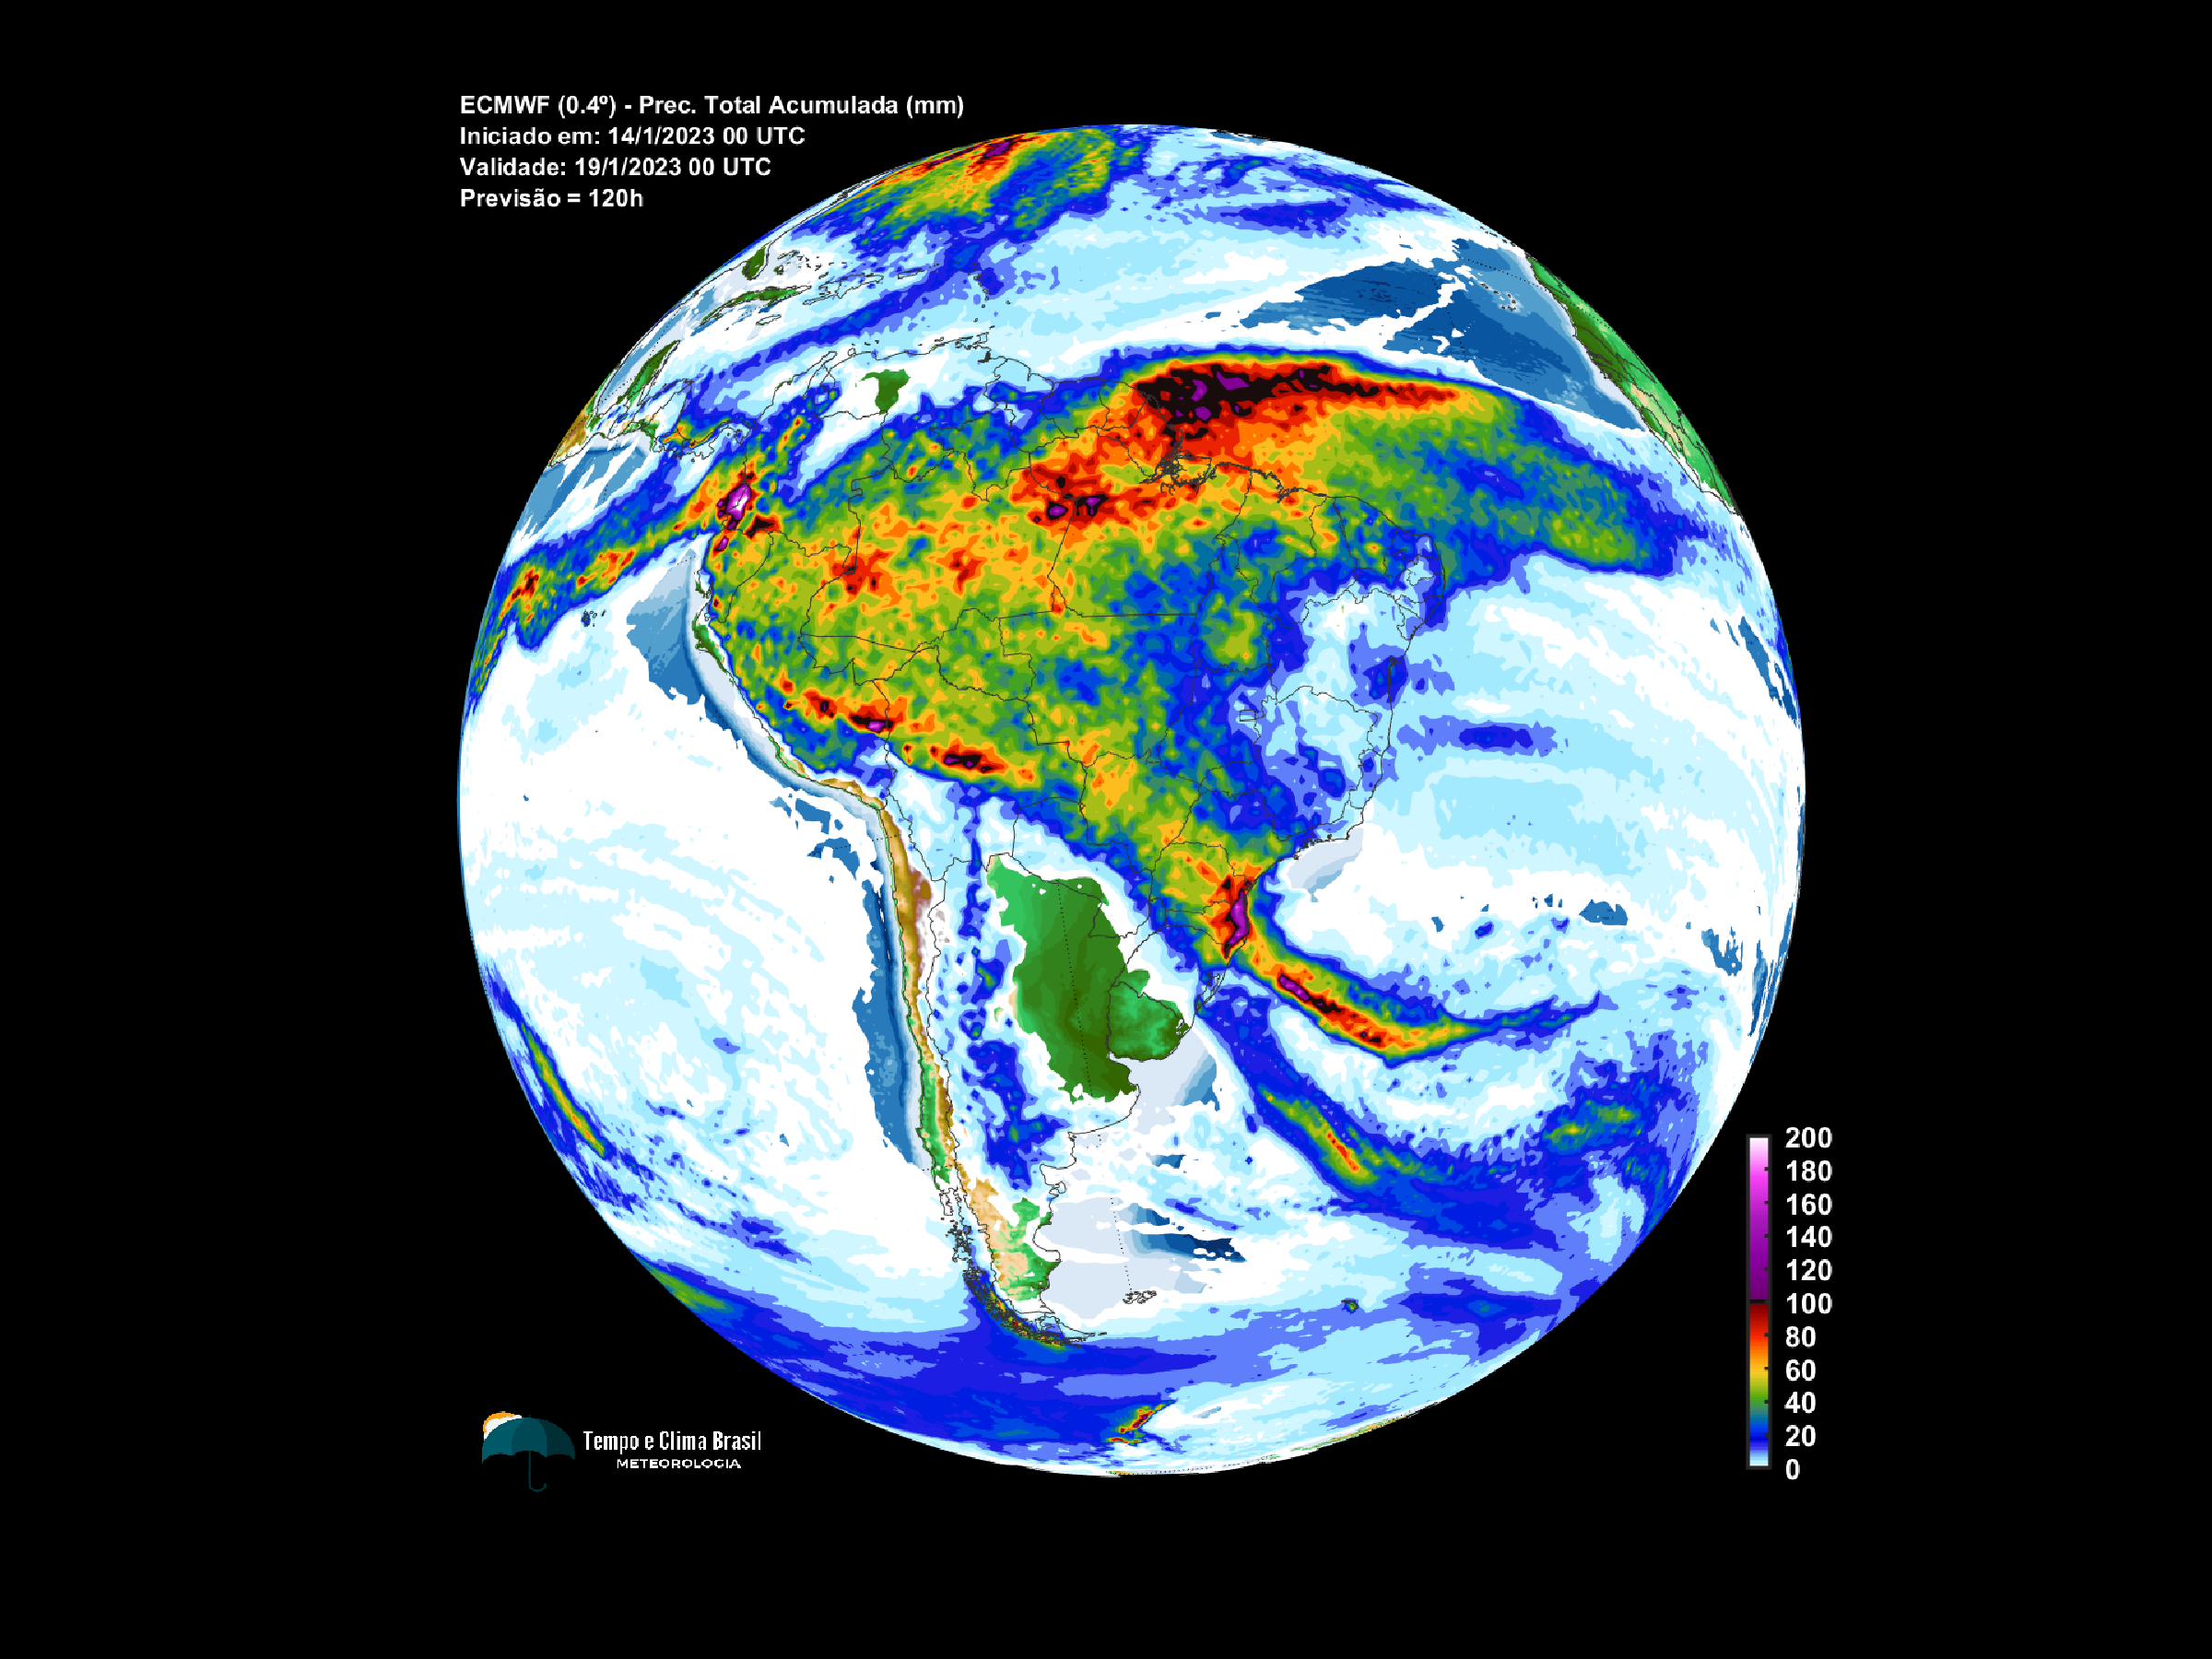 ECMWF (0.4º) - Prec. Total Acumulada (mm)
Iniciado em: 14/1/2023 00 UTC
Validade: 19/1/2023 00 UTC
Previsão = 120h
200
180
160
140
120
100
80
60
40
20
0
Tempo e Clima Brasil
METEOROLOGIA